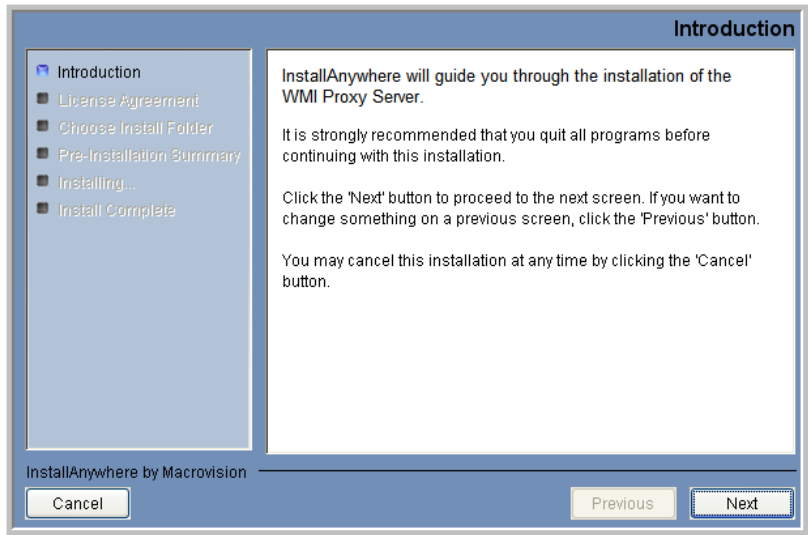 Introduction
Introduction
License Agreement
Choose Install Folder
Pre-Installation Summary
Installing...
Install Complete
InstallAnywhere will guide you through the installation of the
WMI Proxy Server.
It is strongly recommended that you quit all programs before
continuing with this installation.
Click the 'Next' button to proceed to the next screen. If you want to
change something on a previous screen, click the 'Previous' button.
You may cancel this installation at any time by clicking the 'Cancel'
button.
InstallAnywhere by Macrovision
Cancel
Previous
Next